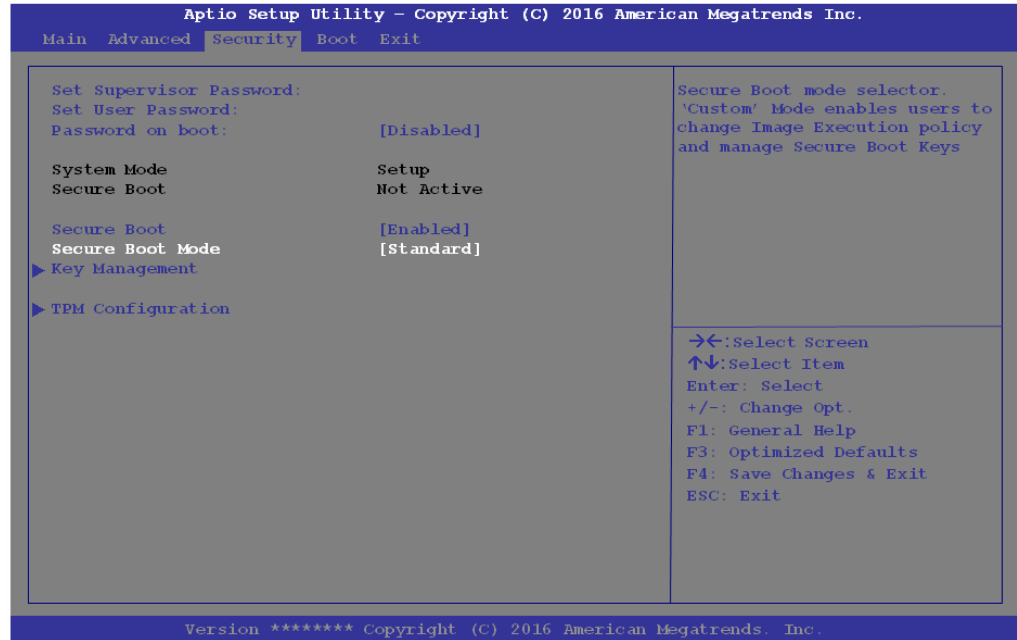 Aptio Setup Utility – Copyright (C) 2016 American Megatrends Inc.
Main Advanced Security Boot Exit
Set Supervisor Password:
Set User Password:
Password on boot: [Disabled]
System Mode Setup
Secure Boot Not Active
Secure Boot [Enabled]
Secure Boot Mode [Standard]
▶ Key Management
▶ TPM Configuration
Secure Boot mode selector.
'Custom' Mode enables users to
change Image Execution policy
and manage Secure Boot Keys
→←:Select Screen
↑↓:Select Item
Enter: Select
+/-: Change Opt.
F1: General Help
F3: Optimized Defaults
F4: Save Changes & Exit
ESC: Exit
Version ******** Copyright (C) 2016 American Megatrends. Inc.